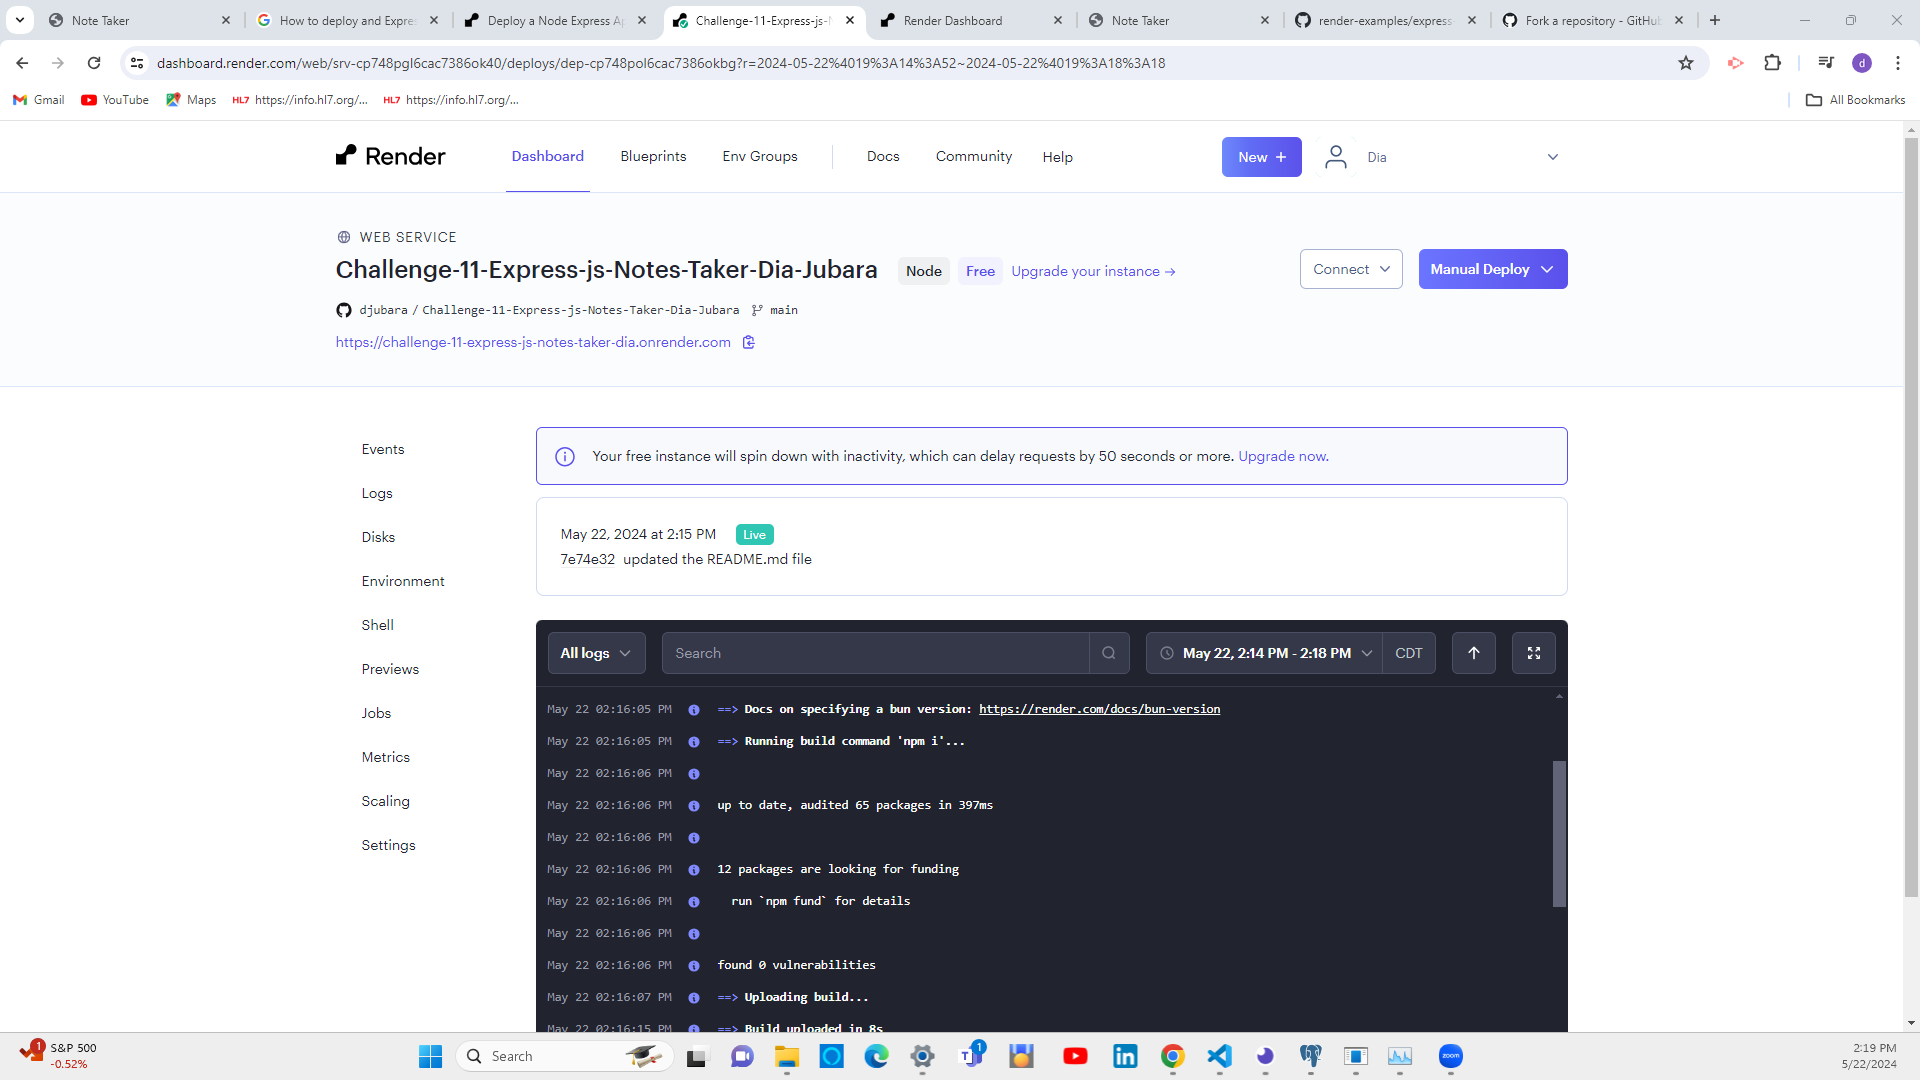 Note Taker
How to deploy and Expre
Deploy a Node Express Ap
Challenge-11-Express-js-N
Render Dashboard
Note Taker
render-examples/express
Fork a repository - GitHub
dashboard.render.com/web/srv-cp748pgl6cac7386ok40/deploys/dep-cp748pol6cac7386okbg?r=2024-05-22%4019%3A14%3A52~2024-05-22%4019%3A18%3A18
d
Gmail
YouTube
Maps
HL7 https://info.hl7.org/...
HL7 https://info.hl7.org/...
All Bookmarks
Render
Dashboard
Blueprints
Env Groups
Docs
Community
Help
New +
Dia
WEB SERVICE
Challenge-11-Express-js-Notes-Taker-Dia-Jubara
Node
Free
Upgrade your instance →
Connect
Manual Deploy
djubara / Challenge-11-Express-js-Notes-Taker-Dia-Jubara
main
https://challenge-11-express-js-notes-taker-dia.onrender.com
Events
Logs
Disks
Environment
Shell
Previews
Jobs
Metrics
Scaling
Settings
Your free instance will spin down with inactivity, which can delay requests by 50 seconds or more. Upgrade now.
May 22, 2024 at 2:15 PM
Live
7e74e32 updated the README.md file
All logs
Search
May 22, 2:14 PM - 2:18 PM
CDT
May 22 02:16:05 PM ==> Docs on specifying a bun version: https://render.com/docs/bun-version
May 22 02:16:05 PM ==> Running build command 'npm i'...
May 22 02:16:06 PM
May 22 02:16:06 PM up to date, audited 65 packages in 397ms
May 22 02:16:06 PM
May 22 02:16:06 PM 12 packages are looking for funding
May 22 02:16:06 PM run `npm fund` for details
May 22 02:16:06 PM
May 22 02:16:06 PM found 0 vulnerabilities
May 22 02:16:07 PM ==> Uploading build...
May 22 02:16:15 PM ==> Build uploaded in 8s
1
S&P 500
-0.52%
Search
1
zoom
2:19 PM
5/22/2024